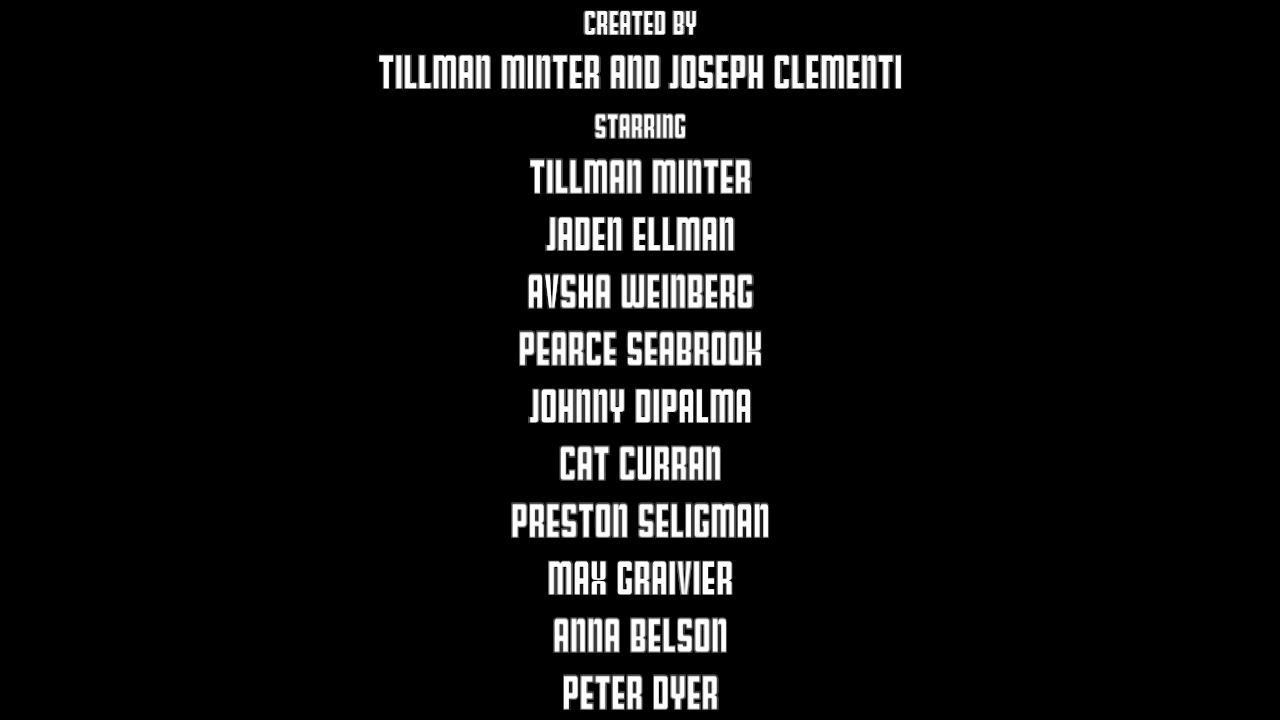 CREATED BY
TILLMAN MINTER AND JOSEPH CLEMENTI
STARRING
TILLMAN MINTER
JADEN ELLMAN
AVSHA WEINBERG
PEARCE SEABROOK
JOHNNY DIPALMA
CAT CURRAN
PRESTON SELIGMAN
MAX GRAIVIER
ANNA BELSON
PETER DYER